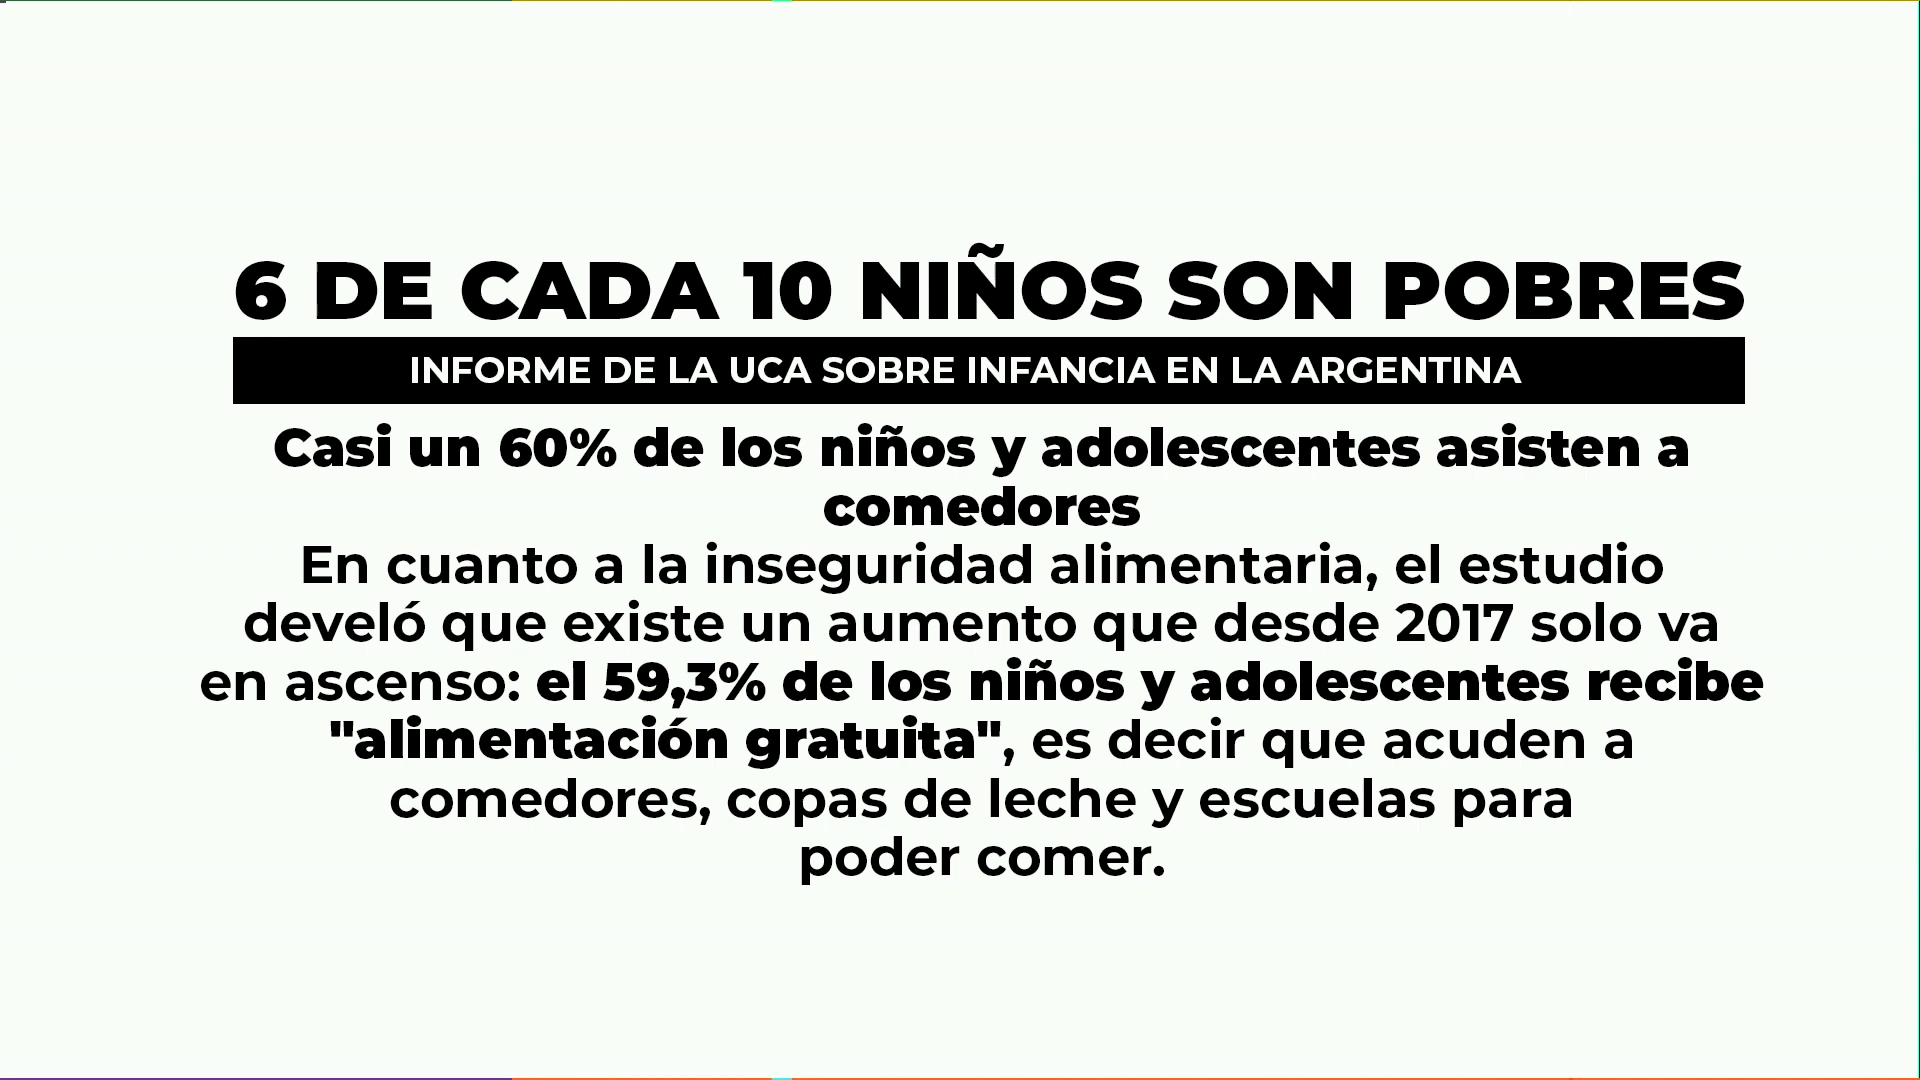 6 DE CADA 10 NIÑOS SON POBRES
INFORME DE LA UCA SOBRE INFANCIA EN LA ARGENTINA
Casi un 60% de los niños y adolescentes asisten a
comedores
En cuanto a la inseguridad alimentaria, el estudio
develó que existe un aumento que desde 2017 solo va
en ascenso: el 59,3% de los niños y adolescentes recibe
"alimentación gratuita", es decir que acuden a
comedores, copas de leche y escuelas para
poder comer.